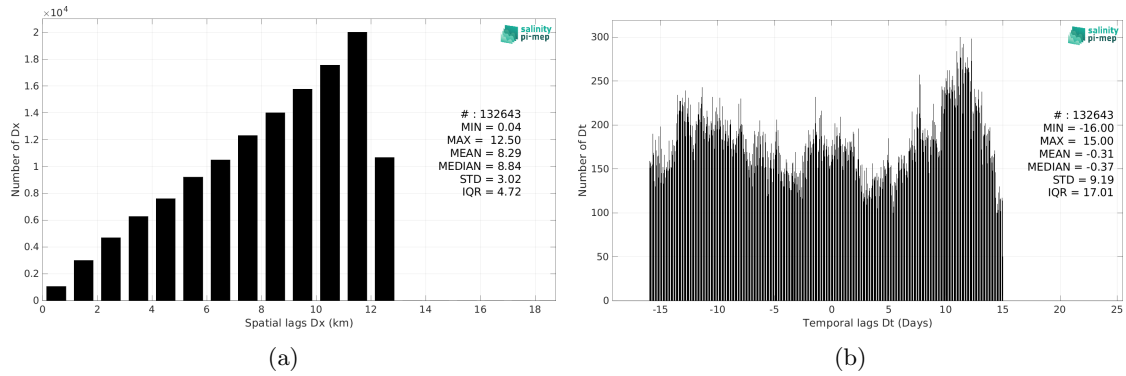 ×10⁴
2
1.8
1.6
1.4
1.2
1
0.8
0.6
0.4
0.2
0
Number of Dx
salinity
pi-mep
# : 132643
MIN = 0.04
MAX = 12.50
MEAN = 8.29
MEDIAN = 8.84
STD = 3.02
IQR = 4.72
0 2 4 6 8 10 12 14 16 18
Spatial lags Dx (km)
(a)
300
250
200
150
100
50
0
Number of Dt
salinity
pi-mep
# : 132643
MIN = -16.00
MAX = 15.00
MEAN = -0.31
MEDIAN = -0.37
STD = 9.19
IQR = 17.01
-15 -10 -5 0 5 10 15 20 25
Temporal lags Dt (Days)
(b)